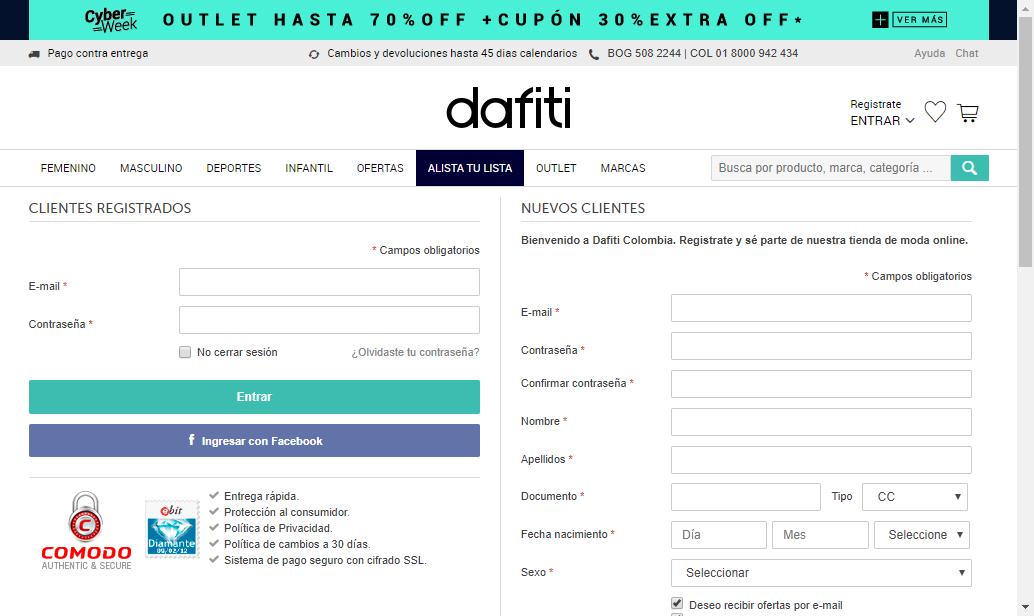 Cyber Week OUTLET HASTA 70%OFF +CUPÓN 30%EXTRA OFF* + VER MÁS
Pago contra entrega Cambios y devoluciones hasta 45 dias calendarios BOG 508 2244 | COL 01 8000 942 434 Ayuda Chat
dafiti
Registrate
ENTRAR
FEMENINO MASCULINO DEPORTES INFANTIL OFERTAS ALISTA TU LISTA OUTLET MARCAS Busca por producto, marca, categoría ...
CLIENTES REGISTRADOS
* Campos obligatorios
E-mail *
Contraseña *
No cerrar sesión ¿Olvidaste tu contraseña?
Entrar
f Ingresar con Facebook
C
COMODO
AUTHENTIC & SECURE
ebit
Diamante
09/02/12
Entrega rápida.
Protección al consumidor.
Política de Privacidad.
Política de cambios a 30 días.
Sistema de pago seguro con cifrado SSL.
NUEVOS CLIENTES
Bienvenido a Dafiti Colombia. Registrate y sé parte de nuestra tienda de moda online.
* Campos obligatorios
E-mail *
Contraseña *
Confirmar contraseña *
Nombre *
Apellidos *
Documento * Tipo CC
Fecha nacimiento * Día Mes Seleccione
Sexo * Seleccionar
Deseo recibir ofertas por e-mail